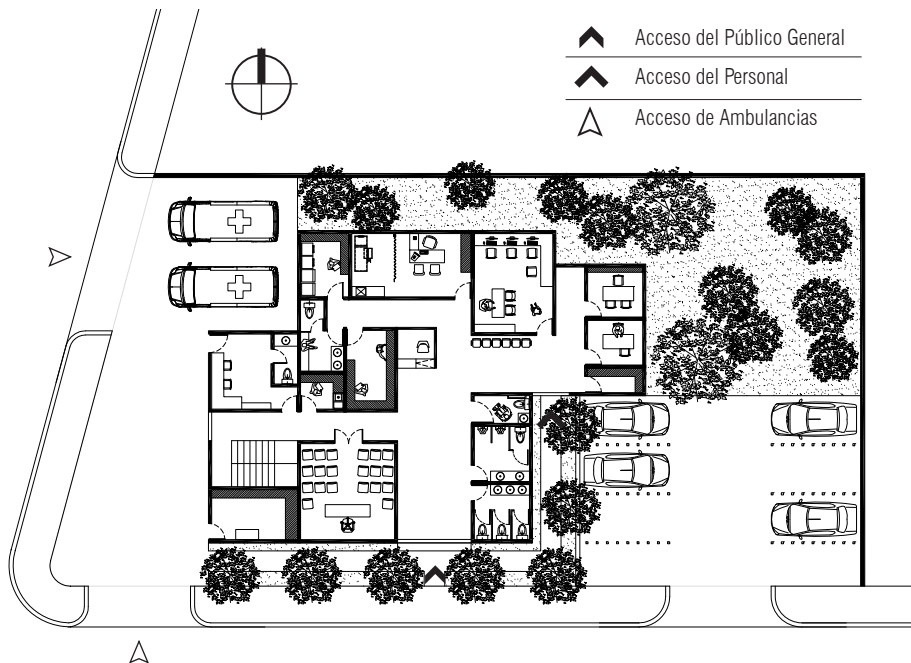 Acceso del Público General
Acceso del Personal
Acceso de Ambulancias